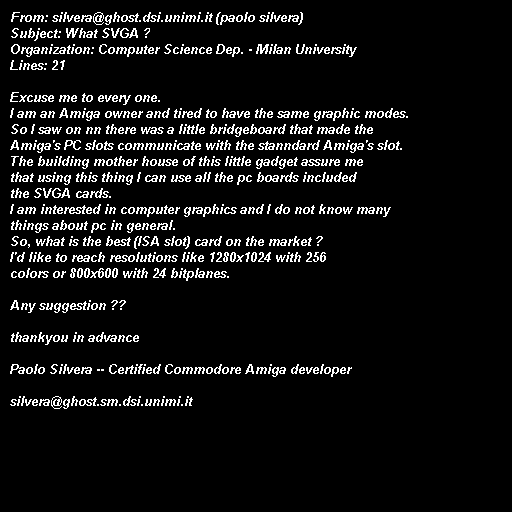 From: silvera@ghost.dsi.unimi.it (paolo silvera)
Subject: What SVGA ?
Organization: Computer Science Dep. - Milan University
Lines: 21

Excuse me to every one.
I am an Amiga owner and tired to have the same graphic modes.
So I saw on nn there was a little bridgeboard that made the
Amiga's PC slots communicate with the stanndard Amiga's slot.
The building mother house of this little gadget assure me
that using this thing I can use all the pc boards included
the SVGA cards.
I am interested in computer graphics and I do not know many
things about pc in general.
So, what is the best (ISA slot) card on the market ?
I'd like to reach resolutions like 1280x1024 with 256
colors or 800x600 with 24 bitplanes.

Any suggestion ??

thankyou in advance

Paolo Silvera -- Certified Commodore Amiga developer

silvera@ghost.sm.dsi.unimi.it